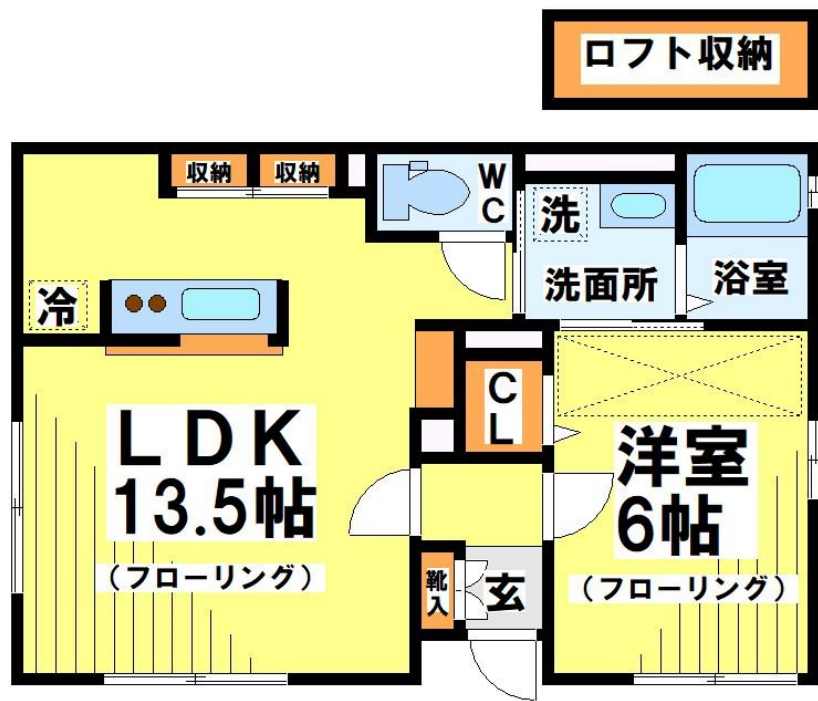 ロフト収納
収納
収納
WC
洗
洗面所
浴室
冷
CL
LDK
13.5帖
(フローリング)
洋室
6帖
(フローリング)
靴入
玄